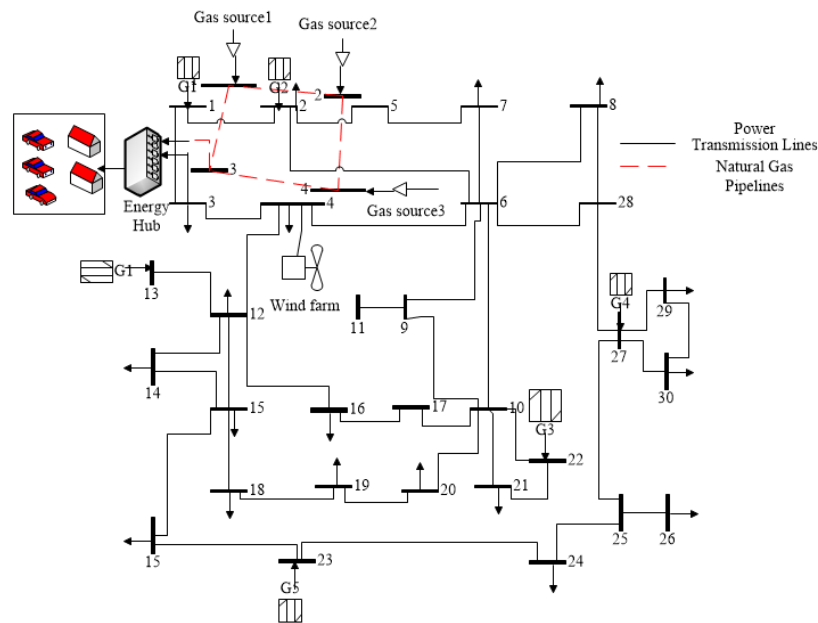 Gas source1
Gas source2
G1
G2
1
2
2
5
7
8
Power
Transmission Lines
Natural Gas
Pipelines
3
4
Energy
Hub
3
4
Gas source3
6
28
G1
13
Wind farm
12
11
9
G4
27
29
30
14
15
16
17
10
G3
22
18
19
20
21
15
23
24
25
26
G5